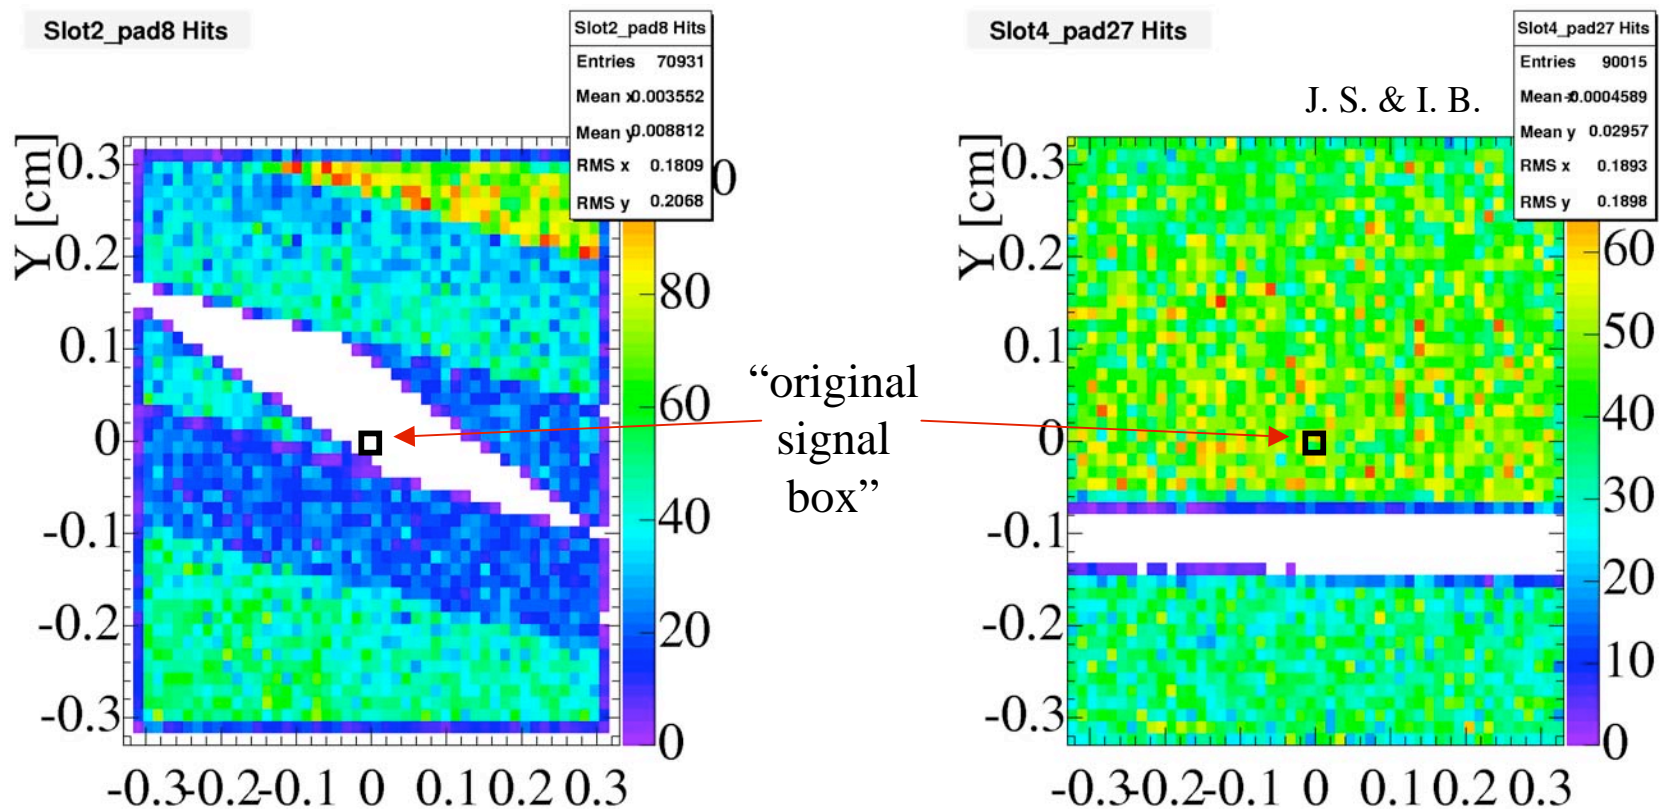 Slot2_pad8 Hits
Slot2_pad8 Hits
Entries 70931
Mean x 0.003552
Mean y 0.008812
RMS x 0.1809
RMS y 0.2068
Y [cm]
0.3
0.2
0.1
0
-0.1
-0.2
-0.3
-0.3 -0.2 -0.1 0 0.1 0.2 0.3
0
80
60
40
20
0
“original
signal
box”
Slot4_pad27 Hits
Slot4_pad27 Hits
Entries 90015
Mean x -0.0004589
Mean y 0.02957
RMS x 0.1893
RMS y 0.1898
J. S. & I. B.
Y [cm]
0.3
0.2
0.1
0
-0.1
-0.2
-0.3
-0.3 -0.2 -0.1 0 0.1 0.2 0.3
60
50
40
30
20
10
0